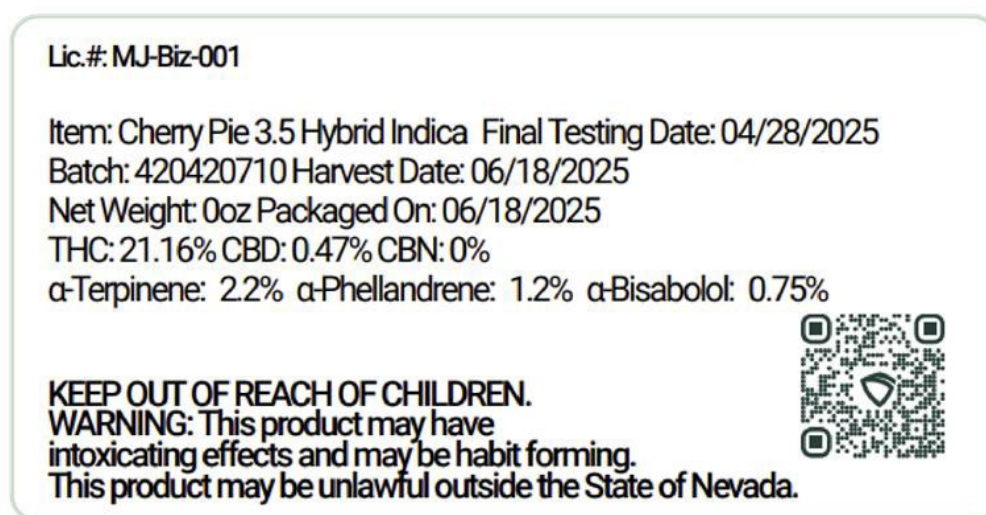 Lic.#: MJ-Biz-001
Item: Cherry Pie 3.5 Hybrid Indica Final Testing Date: 04/28/2025
Batch: 420420710 Harvest Date: 06/18/2025
Net Weight: 0oz Packaged On: 06/18/2025
THC: 21.16% CBD: 0.47% CBN: 0%
α-Terpinene: 2.2% α-Phellandrene: 1.2% α-Bisabolol: 0.75%
KEEP OUT OF REACH OF CHILDREN.
WARNING: This product may have
intoxicating effects and may be habit forming.
This product may be unlawful outside the State of Nevada.